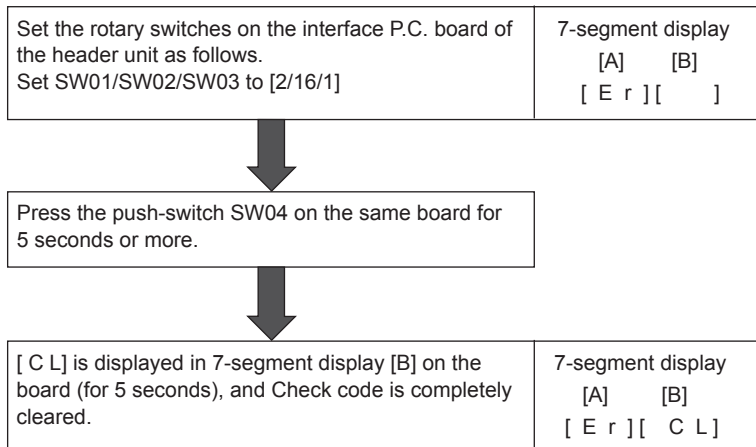 Set the rotary switches on the interface P.C. board of
the header unit as follows.
Set SW01/SW02/SW03 to [2/16/1]
7-segment display
[A] [B]
[ E r ] [ ]
Press the push-switch SW04 on the same board for
5 seconds or more.
[ C L] is displayed in 7-segment display [B] on the
board (for 5 seconds), and Check code is completely
cleared.
7-segment display
[A] [B]
[ E r ] [ C L]